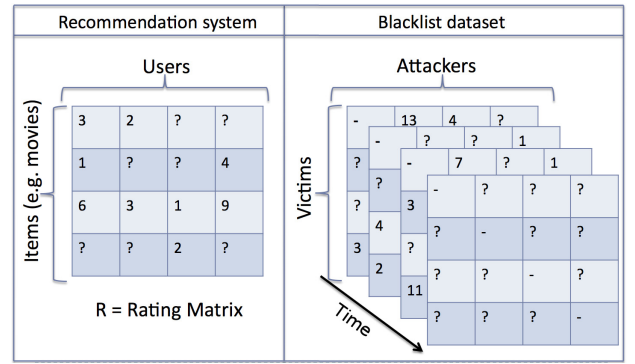 Recommendation system
Blacklist dataset
Users
Items (e.g. movies)
3 2 ? ?
1 ? ? 4
6 3 1 9
? ? 2 ?
R = Rating Matrix
Attackers
Victims
- 13 4 ?
?
?
3
- ? ? 1
?
4
2
- 7 ? 1
3
?
11
- ? ? ?
? - ? ?
? ? - ?
? ? ? -
Time